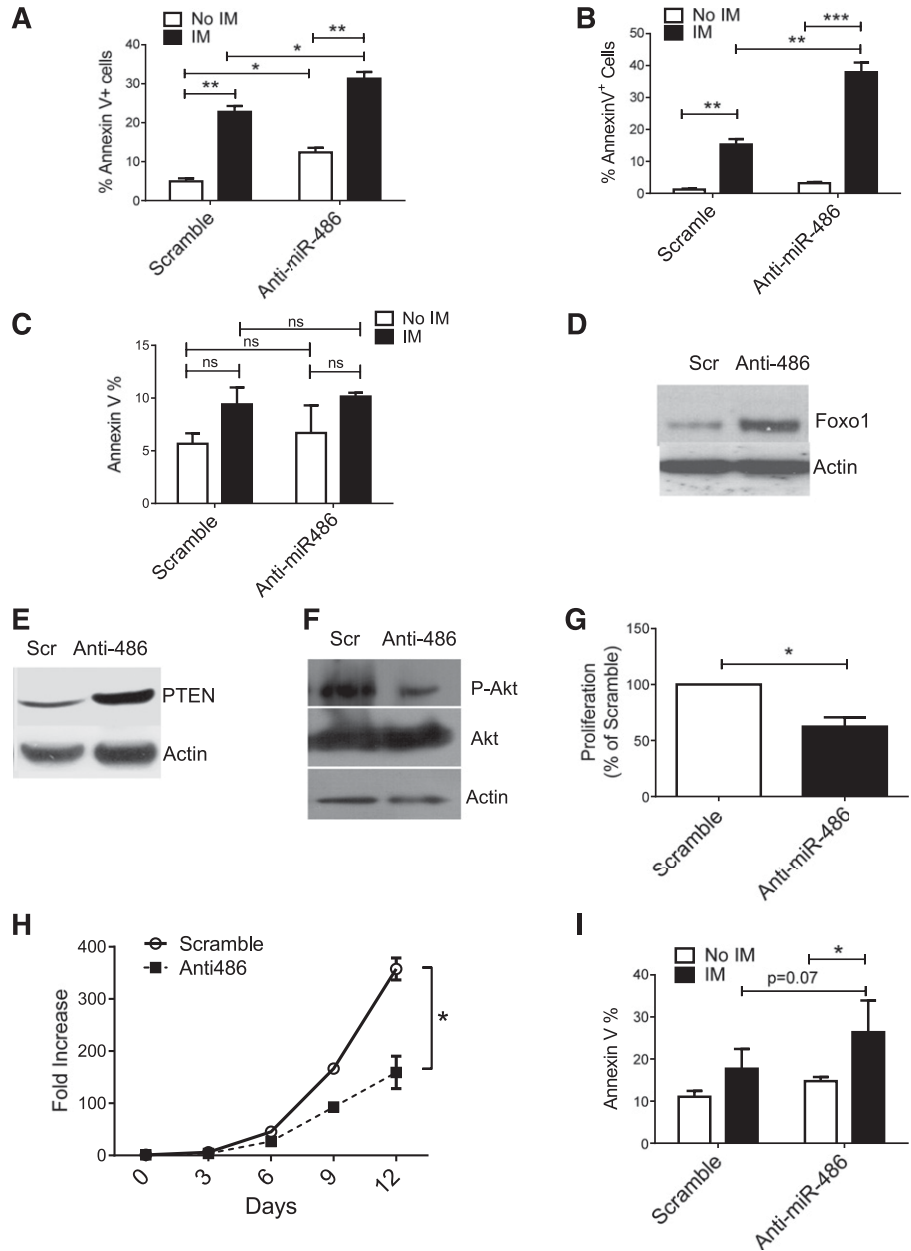 A
No IM
IM
% Annexin V+ cells
40
30
20
10
0
**
*
*
**
Scramble
Anti-miR-486
B
No IM
IM
% AnnexinV+ Cells
50
40
30
20
10
0
***
**
**
Scramle
Anti-miR-486
C
No IM
IM
Annexin V %
15
10
5
0
ns
ns
ns
ns
Scramble
Anti-miR486
D
Scr Anti-486
Foxo1
Actin
E
Scr Anti-486
PTEN
Actin
F
Scr Anti-486
P-Akt
Akt
Actin
G
Proliferation
(% of Scramble)
150
100
50
0
*
Scramble
Anti-miR-486
H
Scramble
Anti486
Fold Increase
400
300
200
100
0
*
0 3 6 9 12
Days
I
No IM
IM
Annexin V %
40
30
20
10
0
*
p=0.07
Scramble
Anti-miR-486